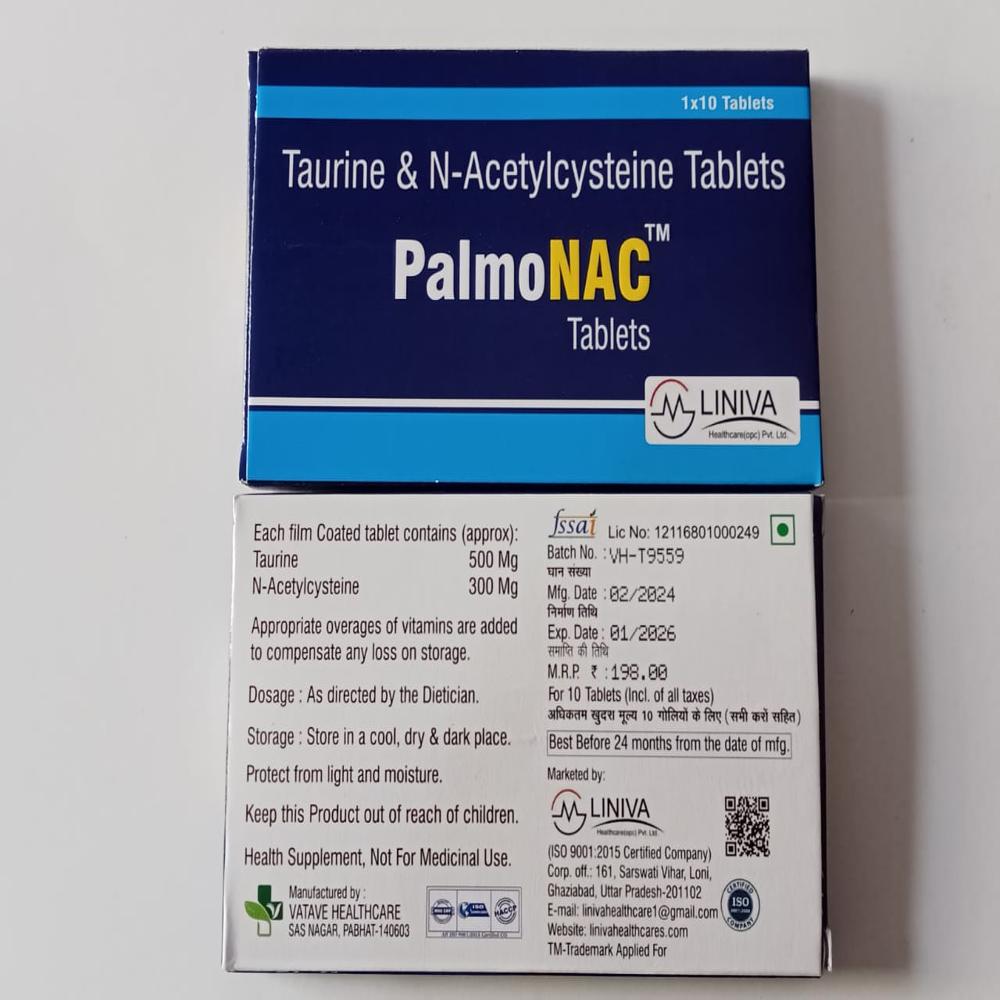 1x10 Tablets
Taurine & N-Acetylcysteine Tablets
PalmoNAC™
Tablets
LINIVA
Healthcare(opc) Pvt. Ltd.
Each film Coated tablet contains (approx):
Taurine 500 Mg
N-Acetylcysteine 300 Mg
Appropriate overages of vitamins are added
to compensate any loss on storage.
Dosage : As directed by the Dietician.
Storage : Store in a cool, dry & dark place.
Protect from light and moisture.
Keep this Product out of reach of children.
Health Supplement, Not For Medicinal Use.
Manufactured by :
VATAVE HEALTHCARE
SAS NAGAR, PABHAT-140603
ISO
HACCP
fssai Lic No: 12116801000249
Batch No. : VH-T9559
घान संख्या
Mfg. Date : 02/2024
निर्माण तिथि
Exp. Date : 01/2026
समाप्ति की तिथि
M.R.P. ₹ : 198.00
For 10 Tablets (Incl. of all taxes)
अधिकतम खुदरा मूल्य 10 गोलियों के लिए (सभी करों सहित)
Best Before 24 months from the date of mfg.
Marketed by:
LINIVA
Healthcare(opc) Pvt. Ltd.
(ISO 9001:2015 Certified Company)
Corp. off.: 161, Sarswati Vihar, Loni,
Ghaziabad, Uttar Pradesh-201102
E-mail: linivahealthcare1@gmail.com
Website: linivahealthcares.com
TM-Trademark Applied For
CERTIFIED
ISO
COMPANY